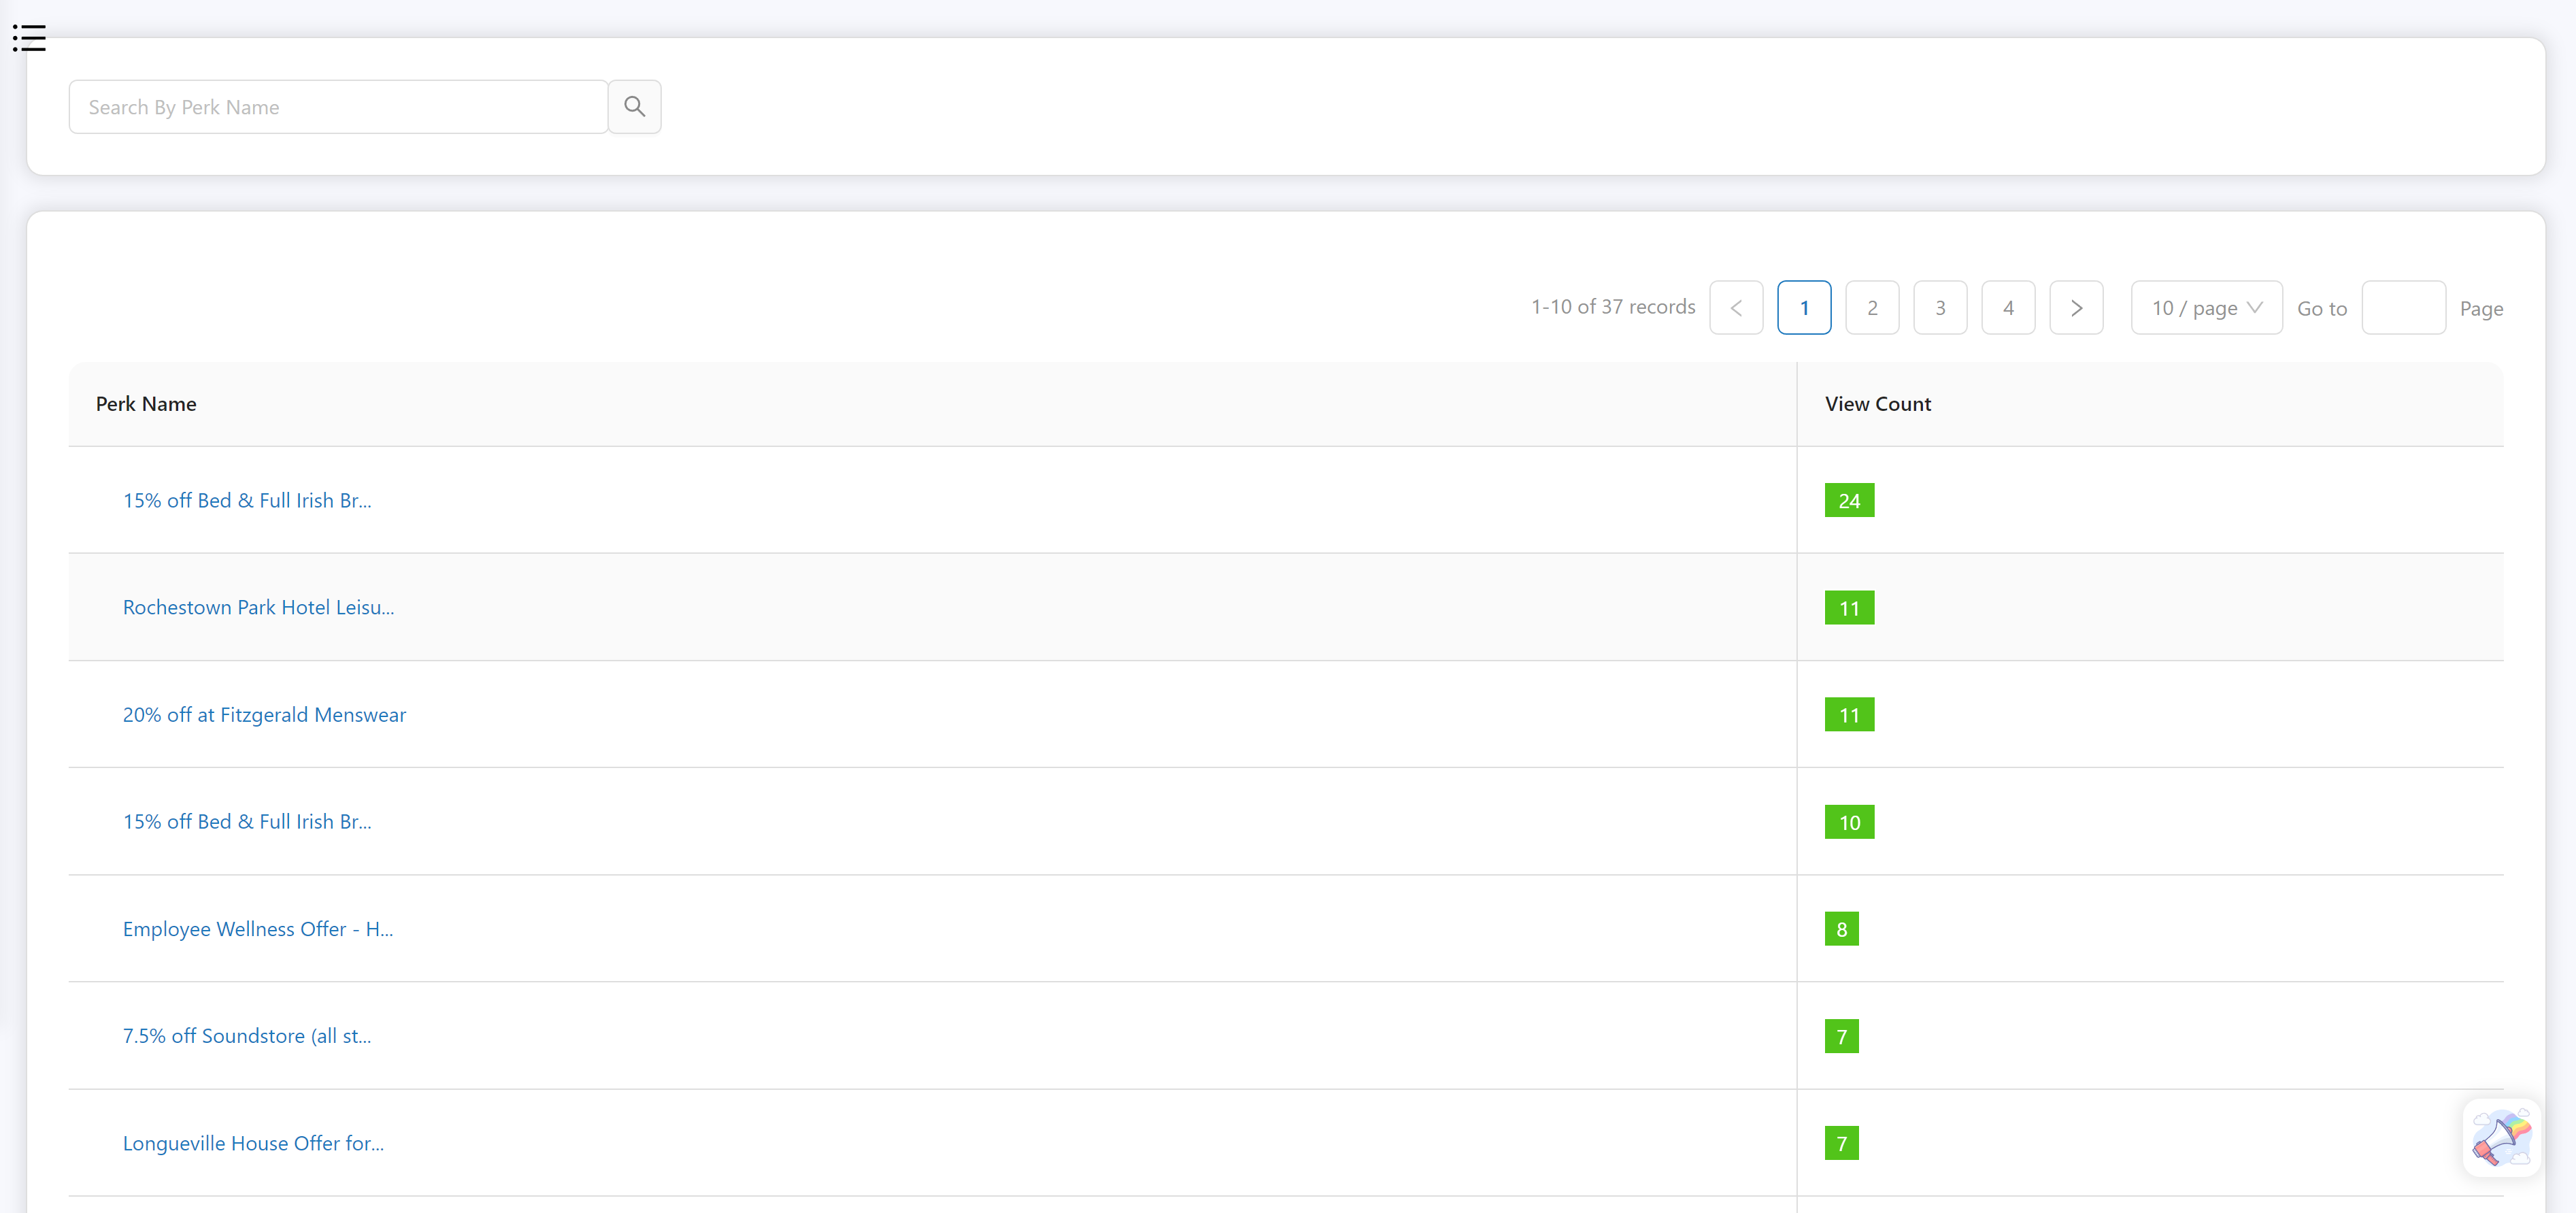 Search By Perk Name
1-10 of 37 records 1 2 3 4 10 / page Go to Page
Perk Name View Count
15% off Bed & Full Irish Br... 24
Rochestown Park Hotel Leisu... 11
20% off at Fitzgerald Menswear 11
15% off Bed & Full Irish Br... 10
Employee Wellness Offer - H... 8
7.5% off Soundstore (all st... 7
Longueville House Offer for... 7